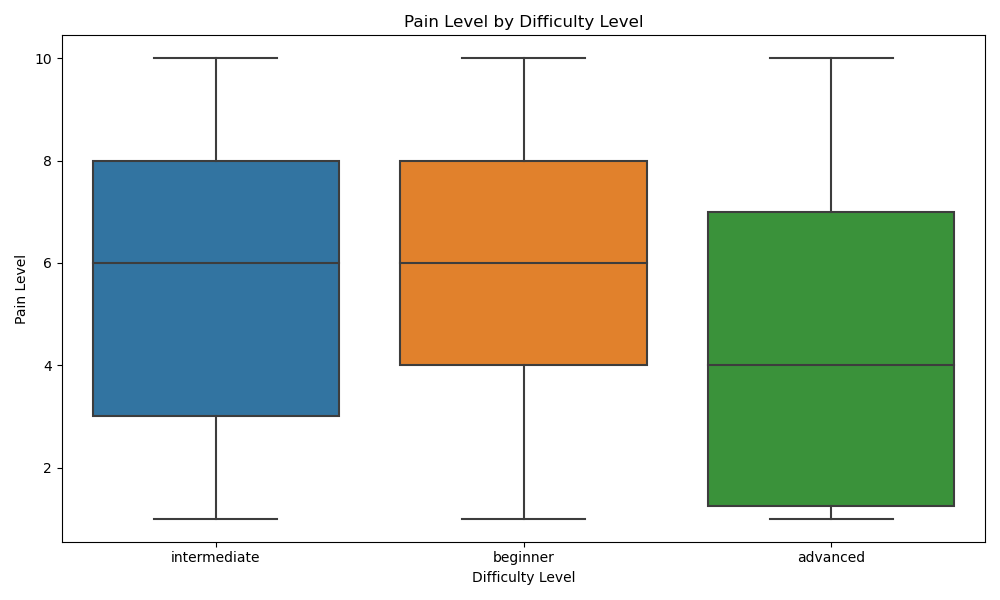 Pain Level by Difficulty Level
10
8
6
4
2
Pain Level
intermediate
beginner
advanced
Difficulty Level